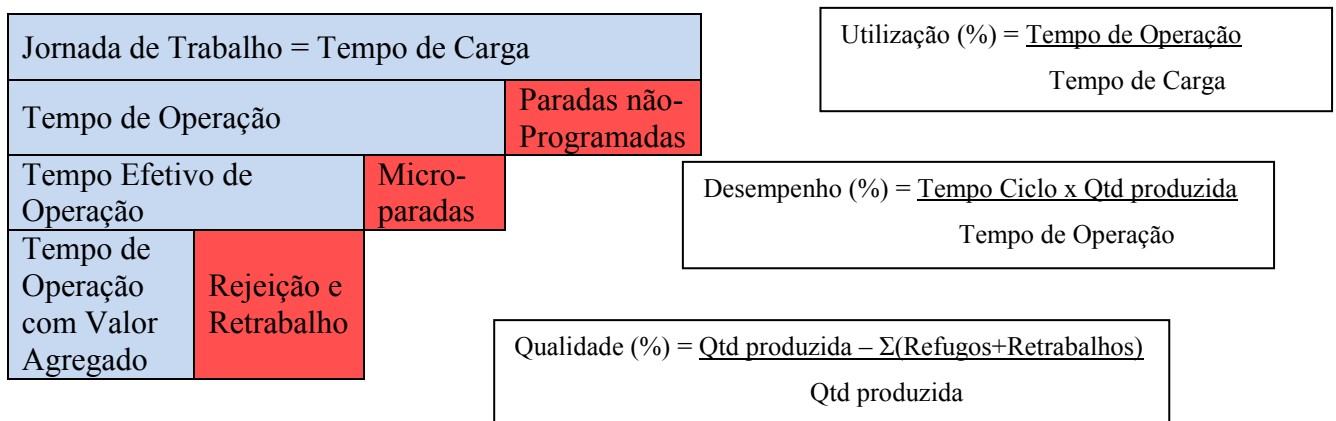 Jornada de Trabalho = Tempo de Carga
Tempo de Operação
Paradas não-
Programadas
Tempo Efetivo de
Operação
Micro-
paradas
Tempo de
Operação
com Valor
Agregado
Rejeição e
Retrabalho
Utilização (%) = Tempo de Operação
Tempo de Carga
Desempenho (%) = Tempo Ciclo x Qtd produzida
Tempo de Operação
Qualidade (%) = Qtd produzida – Σ(Refugos+Retrabalhos)
Qtd produzida